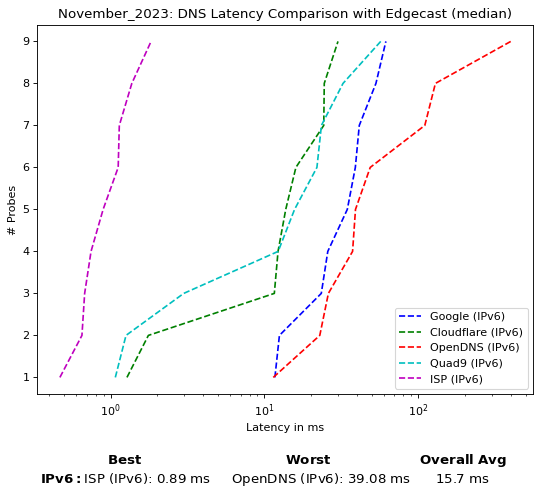 November_2023: DNS Latency Comparison with Edgecast (median)
9
8
7
6
5
4
3
2
1
# Probes
10⁰ 10¹ 10²
Latency in ms
Google (IPv6)
Cloudflare (IPv6)
OpenDNS (IPv6)
Quad9 (IPv6)
ISP (IPv6)
Best Worst Overall Avg
IPv6: ISP (IPv6): 0.89 ms OpenDNS (IPv6): 39.08 ms 15.7 ms